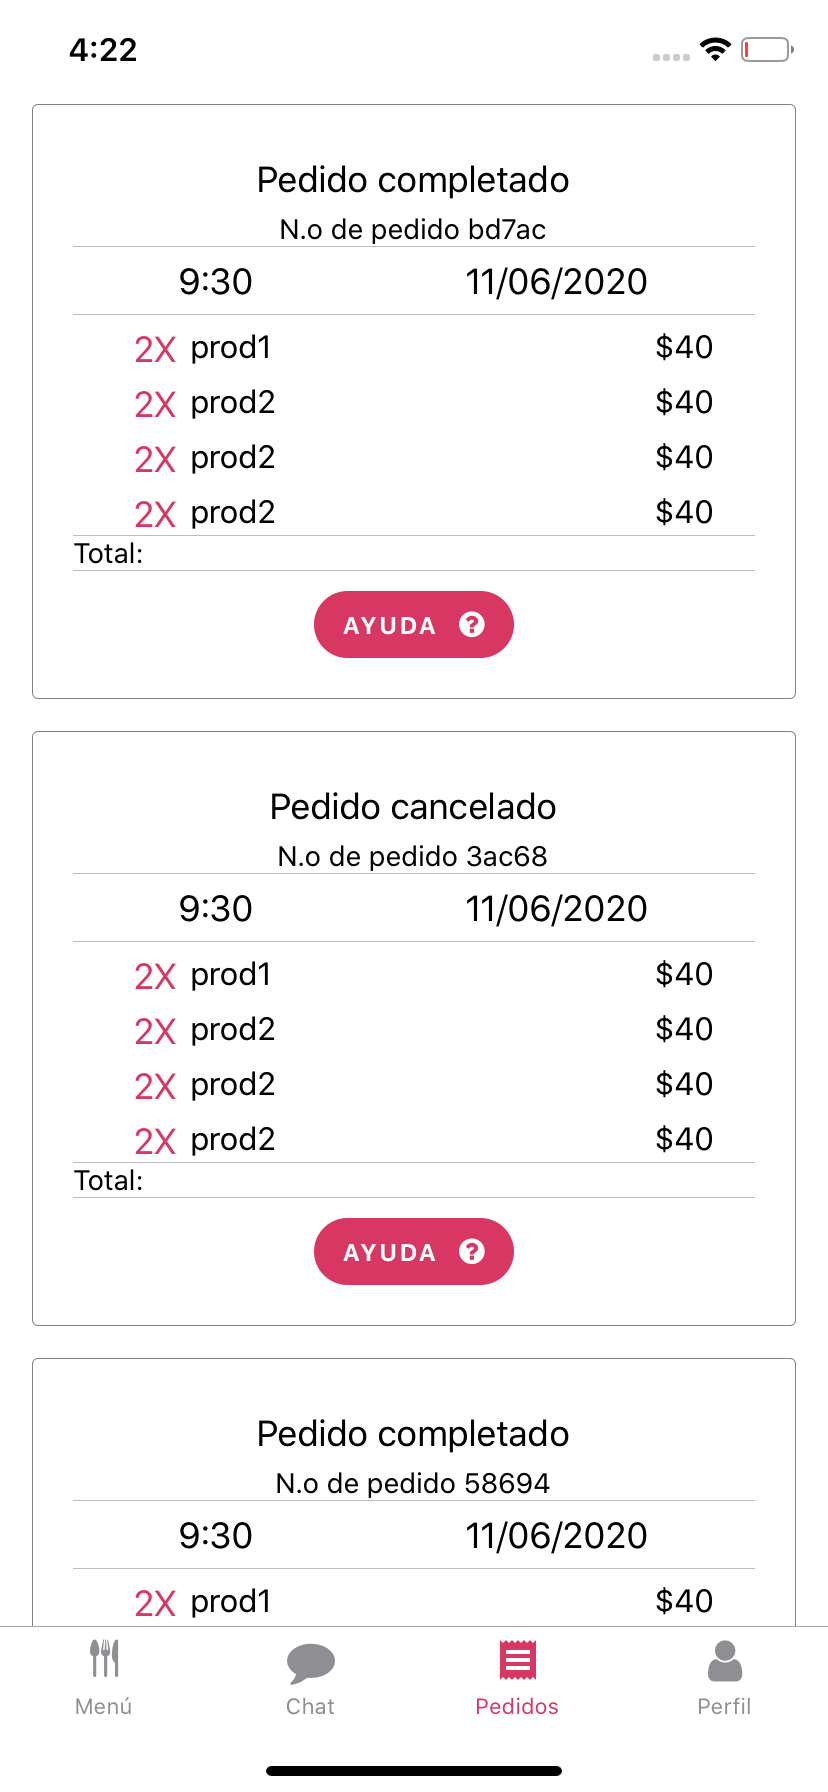 4:22
Pedido completado
N.o de pedido bd7ac
9:30 11/06/2020
2X prod1 $40
2X prod2 $40
2X prod2 $40
2X prod2 $40
Total:
AYUDA ?
Pedido cancelado
N.o de pedido 3ac68
9:30 11/06/2020
2X prod1 $40
2X prod2 $40
2X prod2 $40
2X prod2 $40
Total:
AYUDA ?
Pedido completado
N.o de pedido 58694
9:30 11/06/2020
2X prod1 $40
Menú Chat Pedidos Perfil